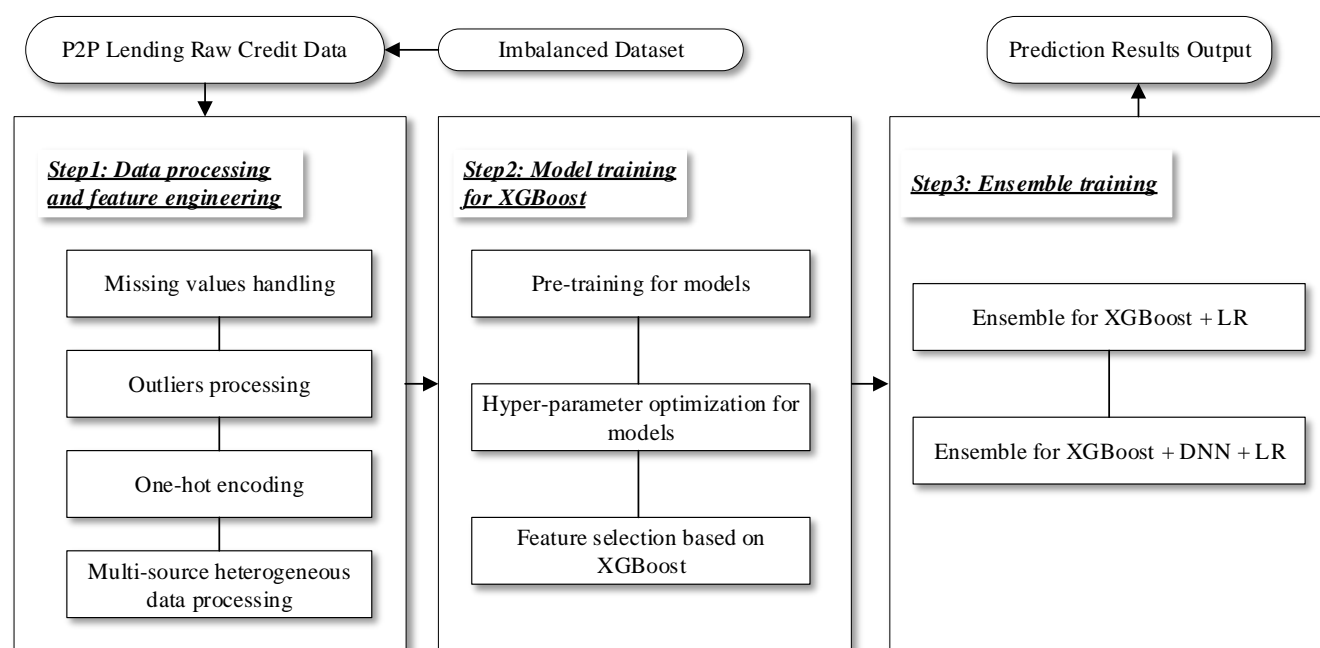 P2P Lending Raw Credit Data
Imbalanced Dataset
Prediction Results Output
Step1: Data processing
and feature engineering
Missing values handling
Outliers processing
One-hot encoding
Multi-source heterogeneous
data processing
Step2: Model training
for XGBoost
Pre-training for models
Hyper-parameter optimization for
models
Feature selection based on
XGBoost
Step3: Ensemble training
Ensemble for XGBoost + LR
Ensemble for XGBoost + DNN + LR